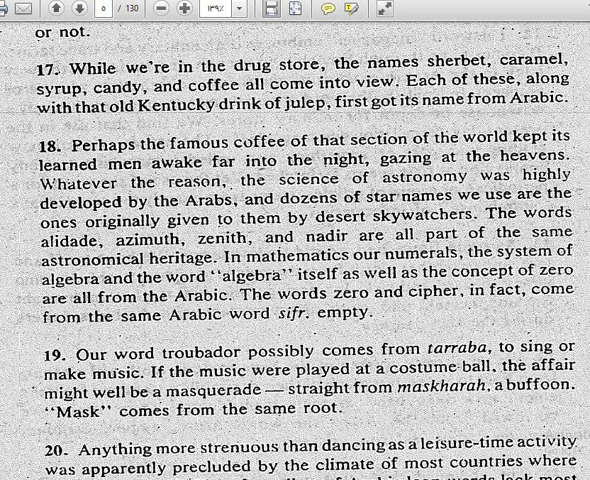 ٥ / 130 ١٣٩٪
or not.
17. While we're in the drug store, the names sherbet, caramel,
syrup, candy, and coffee all come into view. Each of these, along
with that old Kentucky drink of julep, first got its name from Arabic.
18. Perhaps the famous coffee of that section of the world kept its
learned men awake far into the night, gazing at the heavens.
Whatever the reason, the science of astronomy was highly
developed by the Arabs, and dozens of star names we use are the
ones originally given to them by desert skywatchers. The words
alidade, azimuth, zenith, and nadir are all part of the same
astronomical heritage. In mathematics our numerals, the system of
algebra and the word "algebra" itself as well as the concept of zero
are all from the Arabic. The words zero and cipher, in fact, come
from the same Arabic word sifr. empty.
19. Our word troubador possibly comes from tarraba, to sing or
make music. If the music were played at a costume ball, the affair
might well be a masquerade — straight from maskharah, a buffoon.
"Mask" comes from the same root.
20. Anything more strenuous than dancing as a leisure-time activity
was apparently precluded by the climate of most countries where